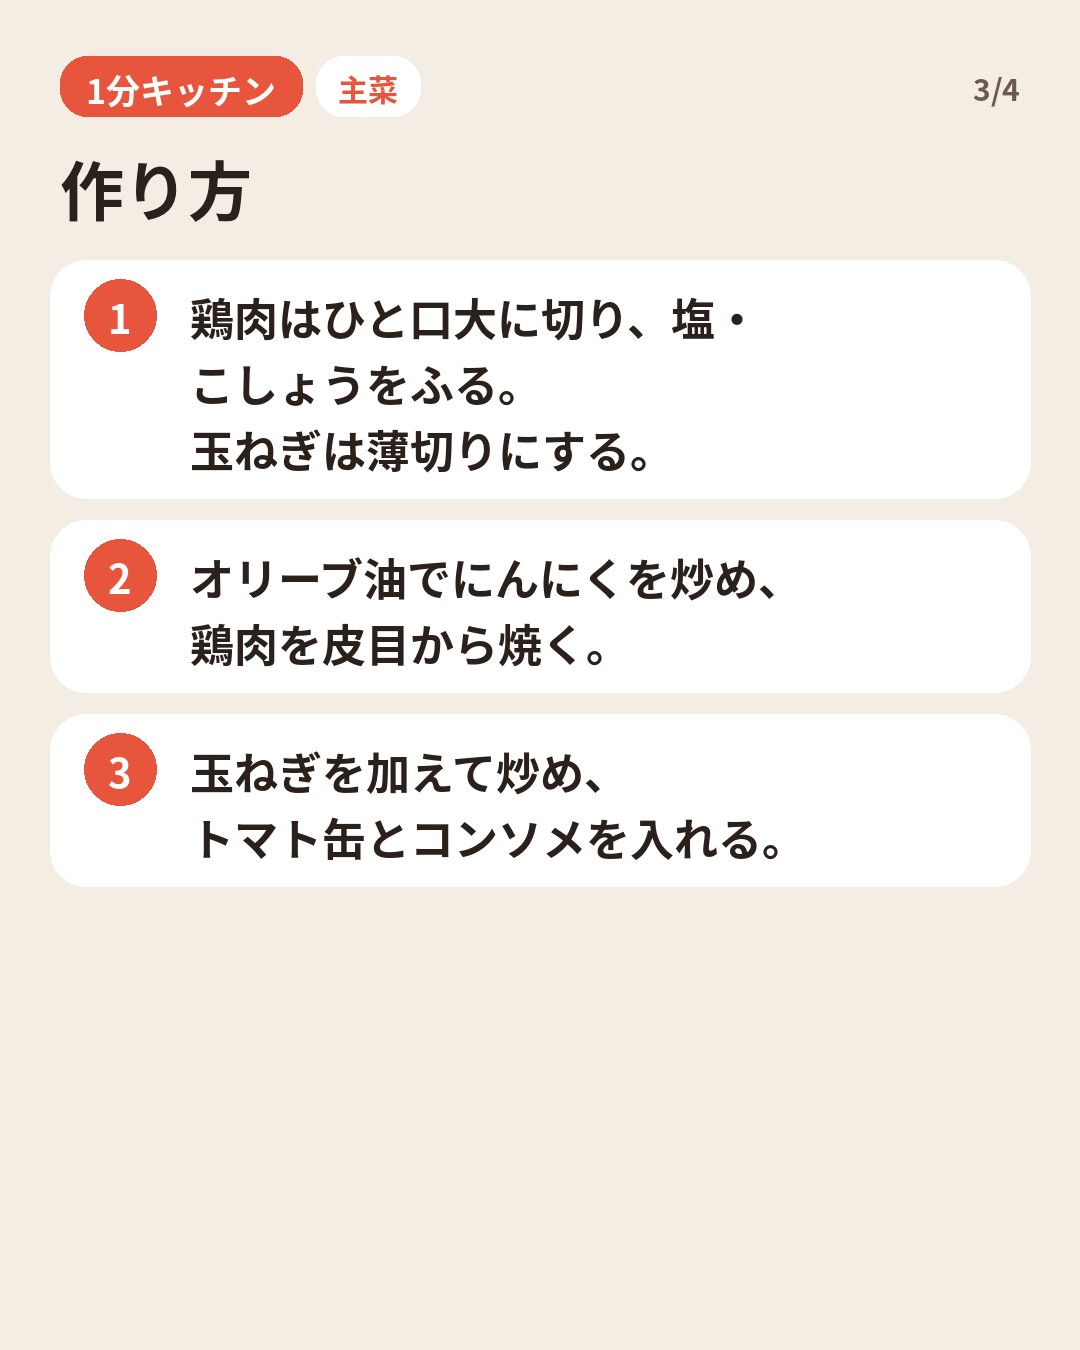 1分キッチン 主菜 3/4
作り方
1 鶏肉はひと口大に切り、塩・
こしょうをふる。
玉ねぎは薄切りにする。
2 オリーブ油でにんにくを炒め、
鶏肉を皮目から焼く。
3 玉ねぎを加えて炒め、
トマト缶とコンソメを入れる。